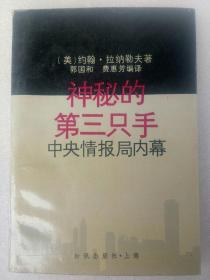 （美）约翰·拉纳勒夫著
郭国和 费惠芳编译
神秘的
第三只手
中央情报局内幕
知识出版社·上海